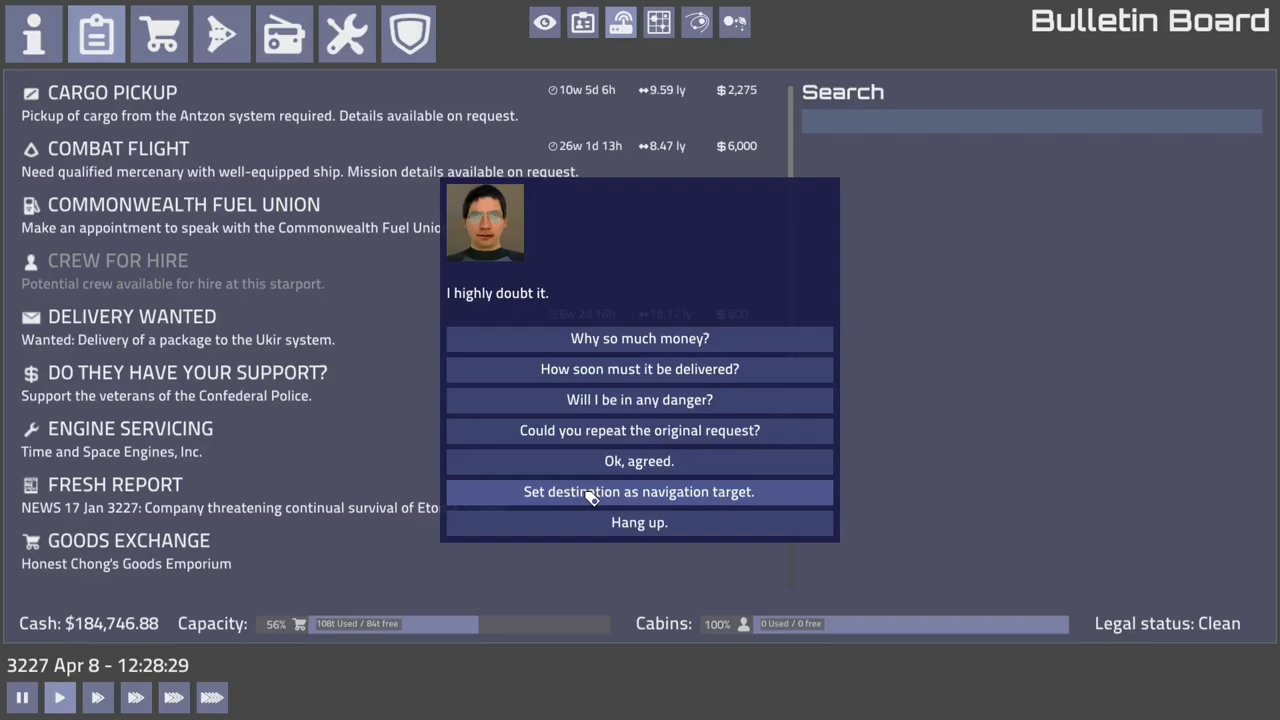 Bulletin Board
CARGO PICKUP
10w 5d 6h
9.59 ly
$2,275
Pickup of cargo from the Antzon system required. Details available on request.
COMBAT FLIGHT
26w 1d 13h
8.47 ly
$6,000
Need qualified mercenary with well-equipped ship. Mission details available on request.
COMMONWEALTH FUEL UNION
Make an appointment to speak with the Commonwealth Fuel
CREW FOR HIRE
Potential crew available for hire at this starport.
DELIVERY WANTED
6w 2d 16h
18.17 ly
$600
Wanted: Delivery of a package to the Ukir system.
DO THEY HAVE YOUR SUPPORT?
Support the veterans of the Confederal Police.
ENGINE SERVICING
Time and Space Engines, Inc.
FRESH REPORT
NEWS 17 Jan 3227: Company threatening continual survival of
GOODS EXCHANGE
Honest Chong's Goods Emporium
Search
I highly doubt it.
Why so much money?
How soon must it be delivered?
Will I be in any danger?
Could you repeat the original request?
Ok, agreed.
Set destination as navigation target.
Hang up.
Cash: $184,746.88
Capacity:
56%
108t Used / 84t free
Cabins:
100%
0 Used / 0 free
Legal status: Clean
3227 Apr 8 - 12:28:29